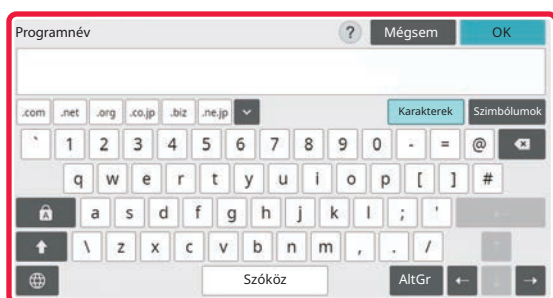 Programnév ? Mégsem OK
.com .net .org .co.jp .biz .ne.jp Karakterek Szimbólumok
` 1 2 3 4 5 6 7 8 9 0 - = @
q w e r t y u i o p [ ] #
A a s d f g h j k l ; '
\ z x c v b n m , . /
Szóköz AltGr ← ↓ →